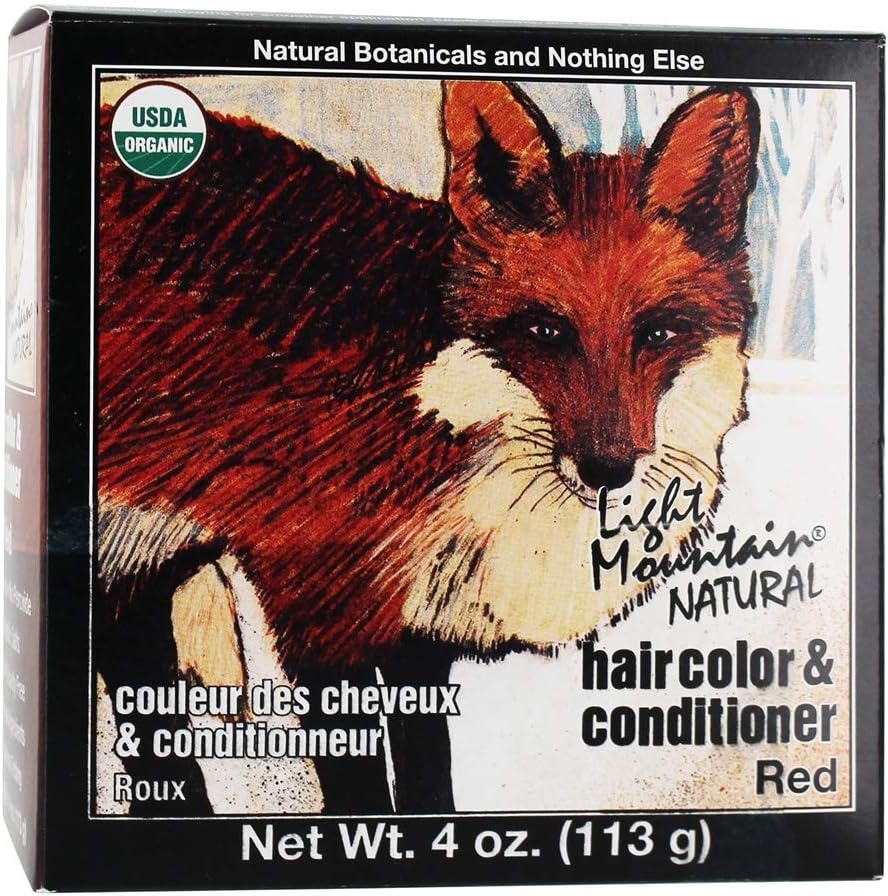 Natural Botanicals and Nothing Else
USDA
ORGANIC
Light
Mountain®
NATURAL
hair color &
conditioner
Red
couleur des cheveux
& conditionneur
Roux
Net Wt. 4 oz. (113 g)
NATURAL